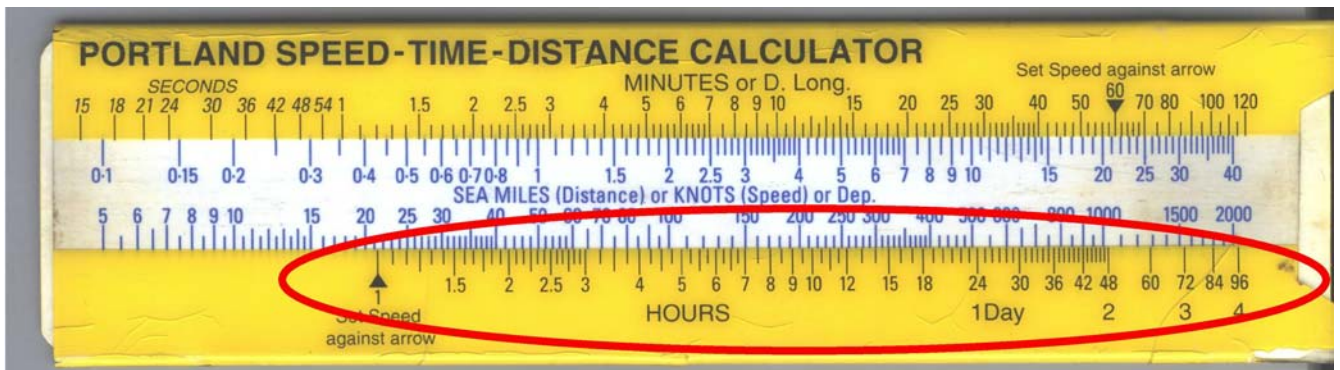 PORTLAND SPEED-TIME-DISTANCE CALCULATOR
SECONDS
MINUTES or D. Long.
Set Speed against arrow
15 18 21 24 30 36 42 48 54 1 1.5 2 2.5 3 4 5 6 7 8 9 10 15 20 25 30 40 50 60 70 80 100 120
0·1 0·15 0·2 0·3 0·4 0·5 0·6 0·7 0·8 1 1.5 2 2.5 3 4 5 6 7 8 9 10 15 20 25 30 40
SEA MILES (Distance) or KNOTS (Speed) or Dep.
5 6 7 8 9 10 15 20 25 30 40 50 60 70 80 100 150 200 250 300 400 500 600 800 1000 1500 2000
1 1.5 2 2.5 3 4 5 6 7 8 9 10 12 15 18 24 30 36 42 48 60 72 84 96
Set Speed
against arrow
HOURS
1Day 2 3 4